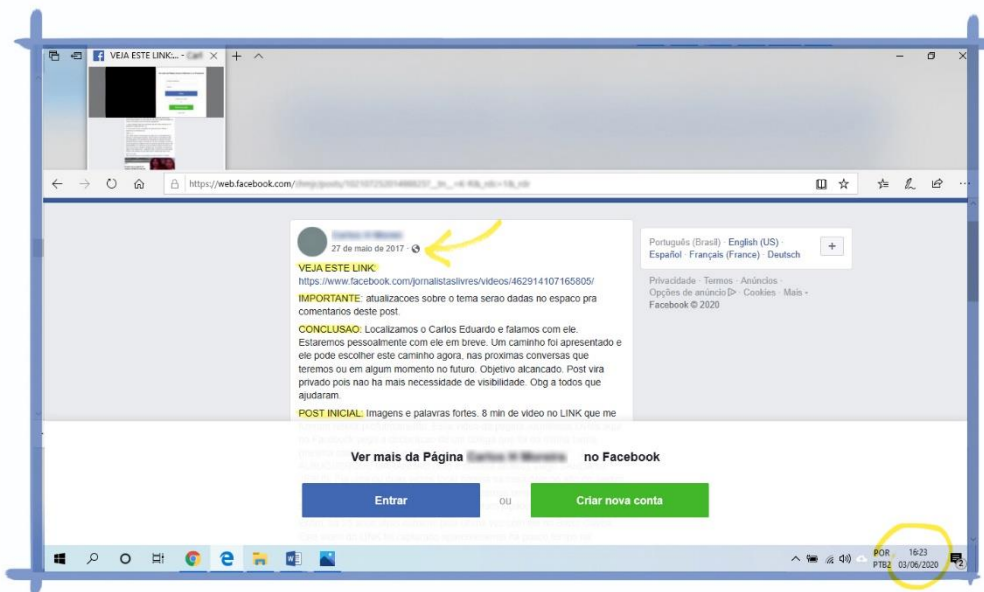 VEJA ESTE LINK:... -
https://web.facebook.com/
27 de maio de 2017 ·
VEJA ESTE LINK:
https://www.facebook.com/jornalistaslivres/videos/462914107165805/
IMPORTANTE: atualizacoes sobre o tema serao dadas no espaco pra
comentarios deste post.
CONCLUSAO: Localizamos o Carlos Eduardo e falamos com ele.
Estaremos pessoalmente com ele em breve. Um caminho foi apresentado e
ele pode escolher este caminho agora, nas proximas conversas que
teremos ou em algum momento no futuro. Objetivo alcancado. Post vira
privado pois nao ha mais necessidade de visibilidade. Obg a todos que
ajudaram.
POST INICIAL: Imagens e palavras fortes. 8 min de video no LINK que me
Português (Brasil) · English (US) ·
Español · Français (France) · Deutsch
+
Privacidade · Termos · Anúncios ·
Opções de anúncio · Cookies · Mais
Facebook © 2020
Ver mais da Página no Facebook
Entrar
ou
Criar nova conta
POR 16:23
PTB2 03/06/2020
2